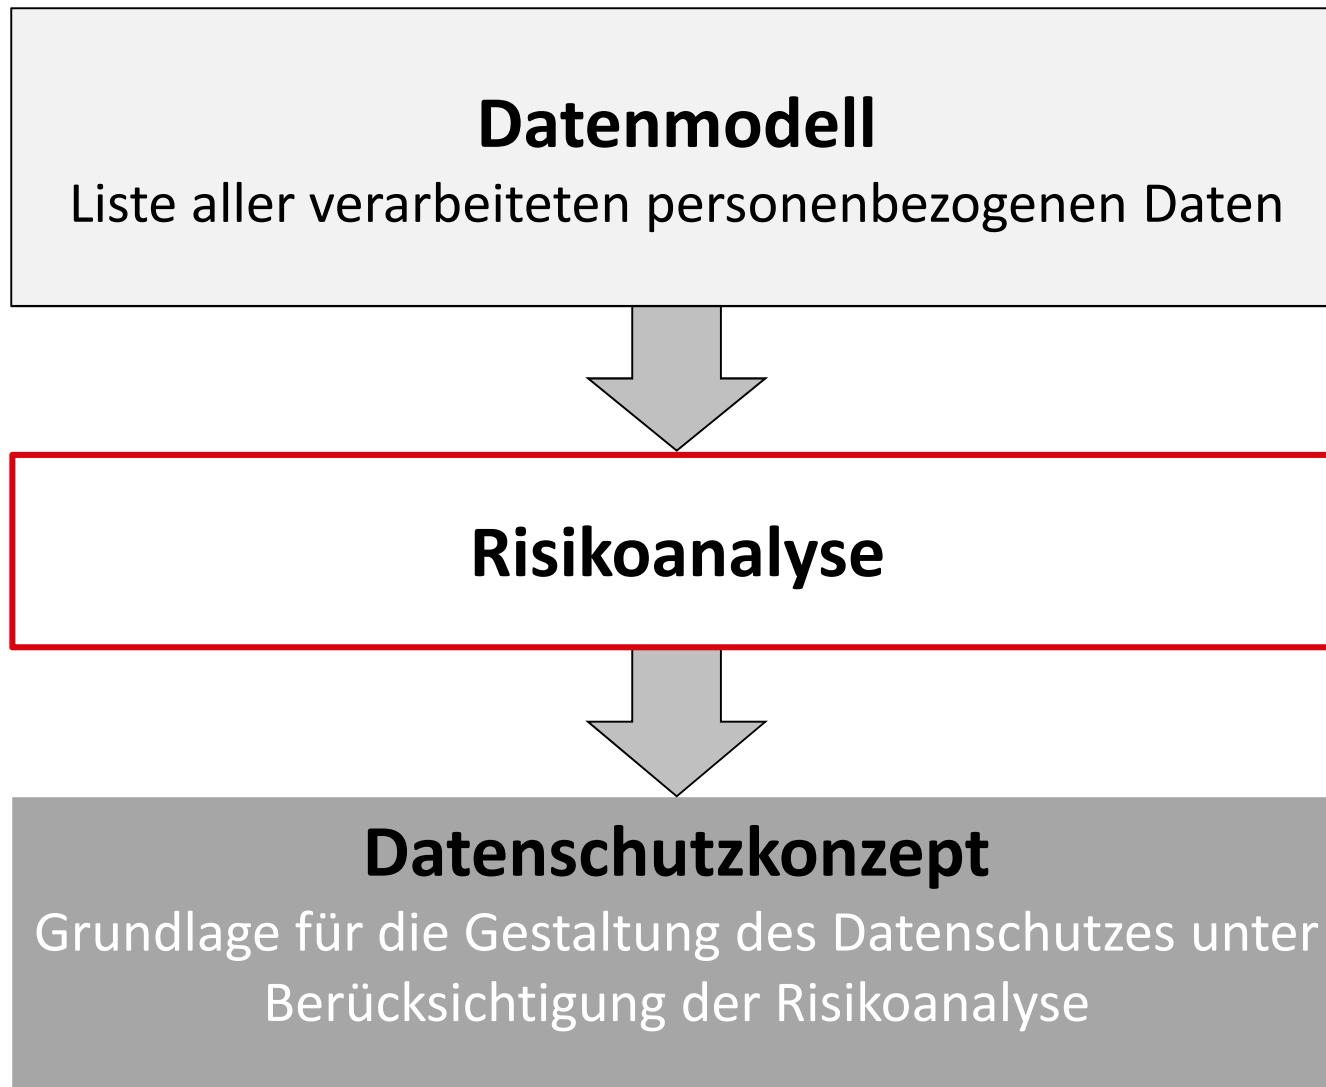 Datenmodell
Liste aller verarbeiteten personenbezogenen Daten
Risikoanalyse
Datenschutzkonzept
Grundlage für die Gestaltung des Datenschutzes unter
Berücksichtigung der Risikoanalyse